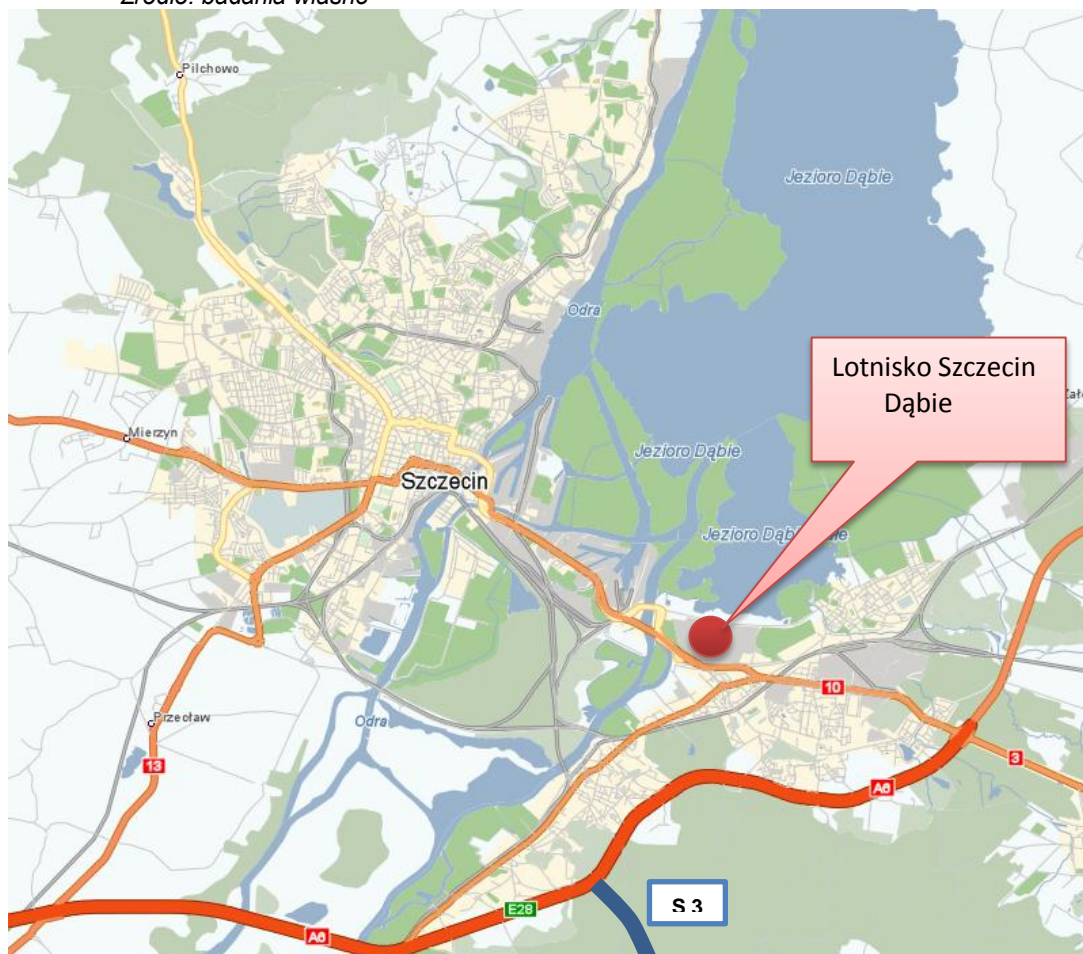 Źródło: badania własne
Pilchowo
Jezioro Dąbie
Odra
Lotnisko Szczecin
Dąbie
Mierzyn
Jezioro Dąbie
Szczecin
Jezioro Dąbie
10
Przecław
Odra
13
3
A6
S 3
E28
A6